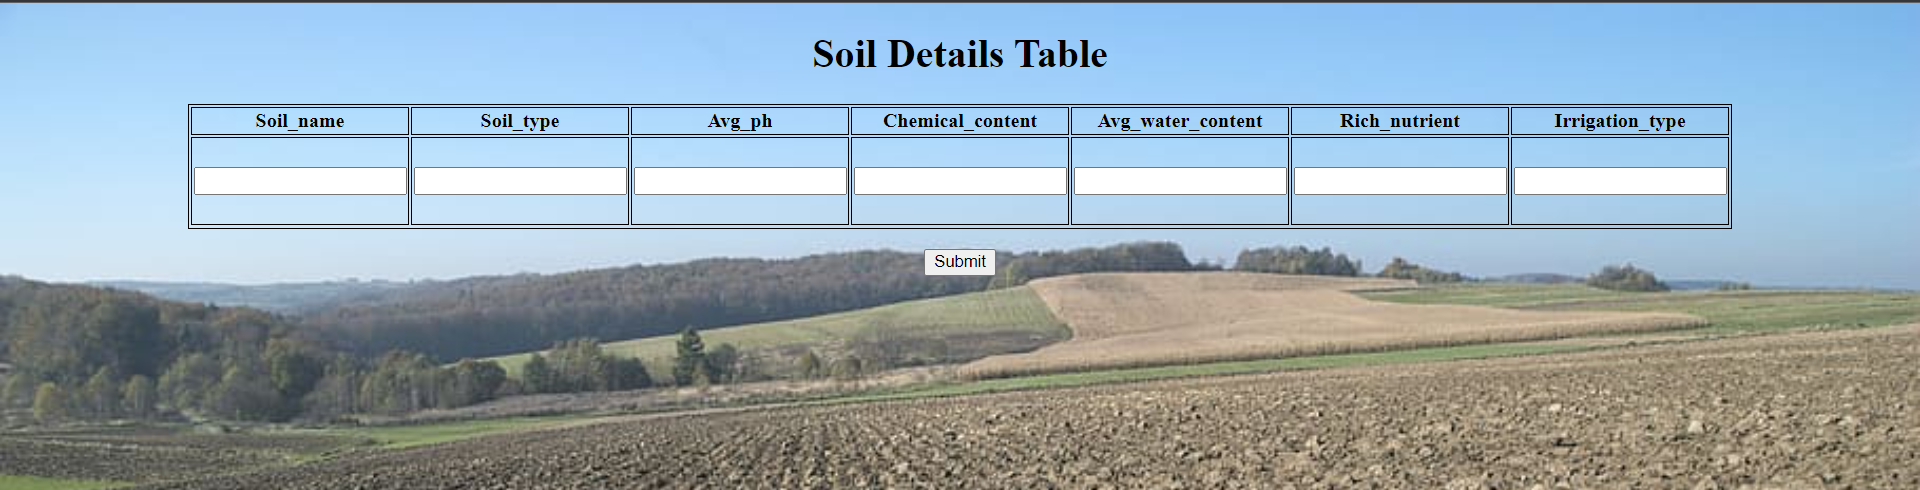 Soil Details Table
Soil_name Soil_type Avg_ph Chemical_content Avg_water_content Rich_nutrient Irrigation_type
Submit